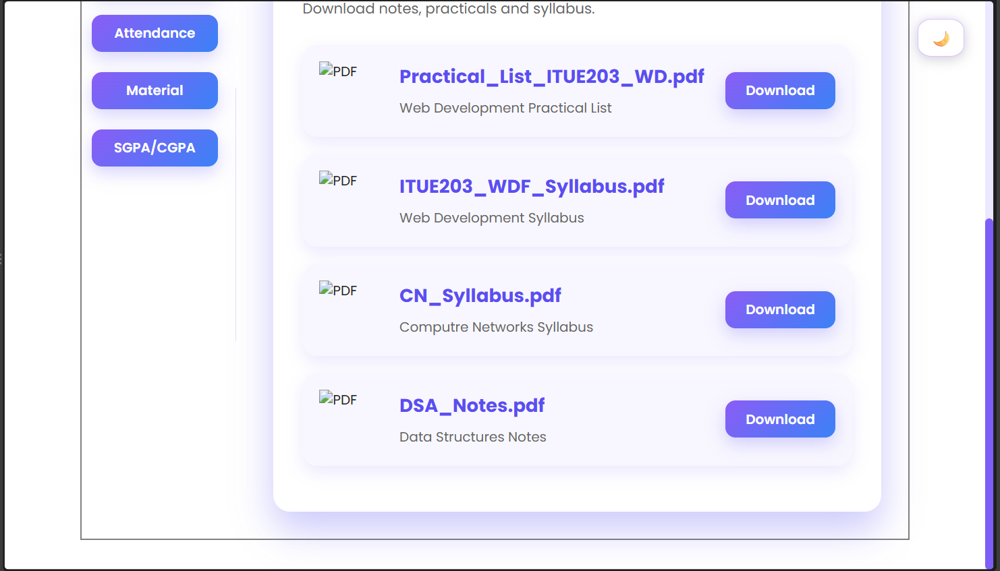 Download notes, practicals and syllabus.
Attendance
Material
SGPA/CGPA
PDF
Practical_List_ITUE203_WD.pdf
Web Development Practical List
Download
PDF
ITUE203_WDF_Syllabus.pdf
Web Development Syllabus
Download
PDF
CN_Syllabus.pdf
Computre Networks Syllabus
Download
PDF
DSA_Notes.pdf
Data Structures Notes
Download